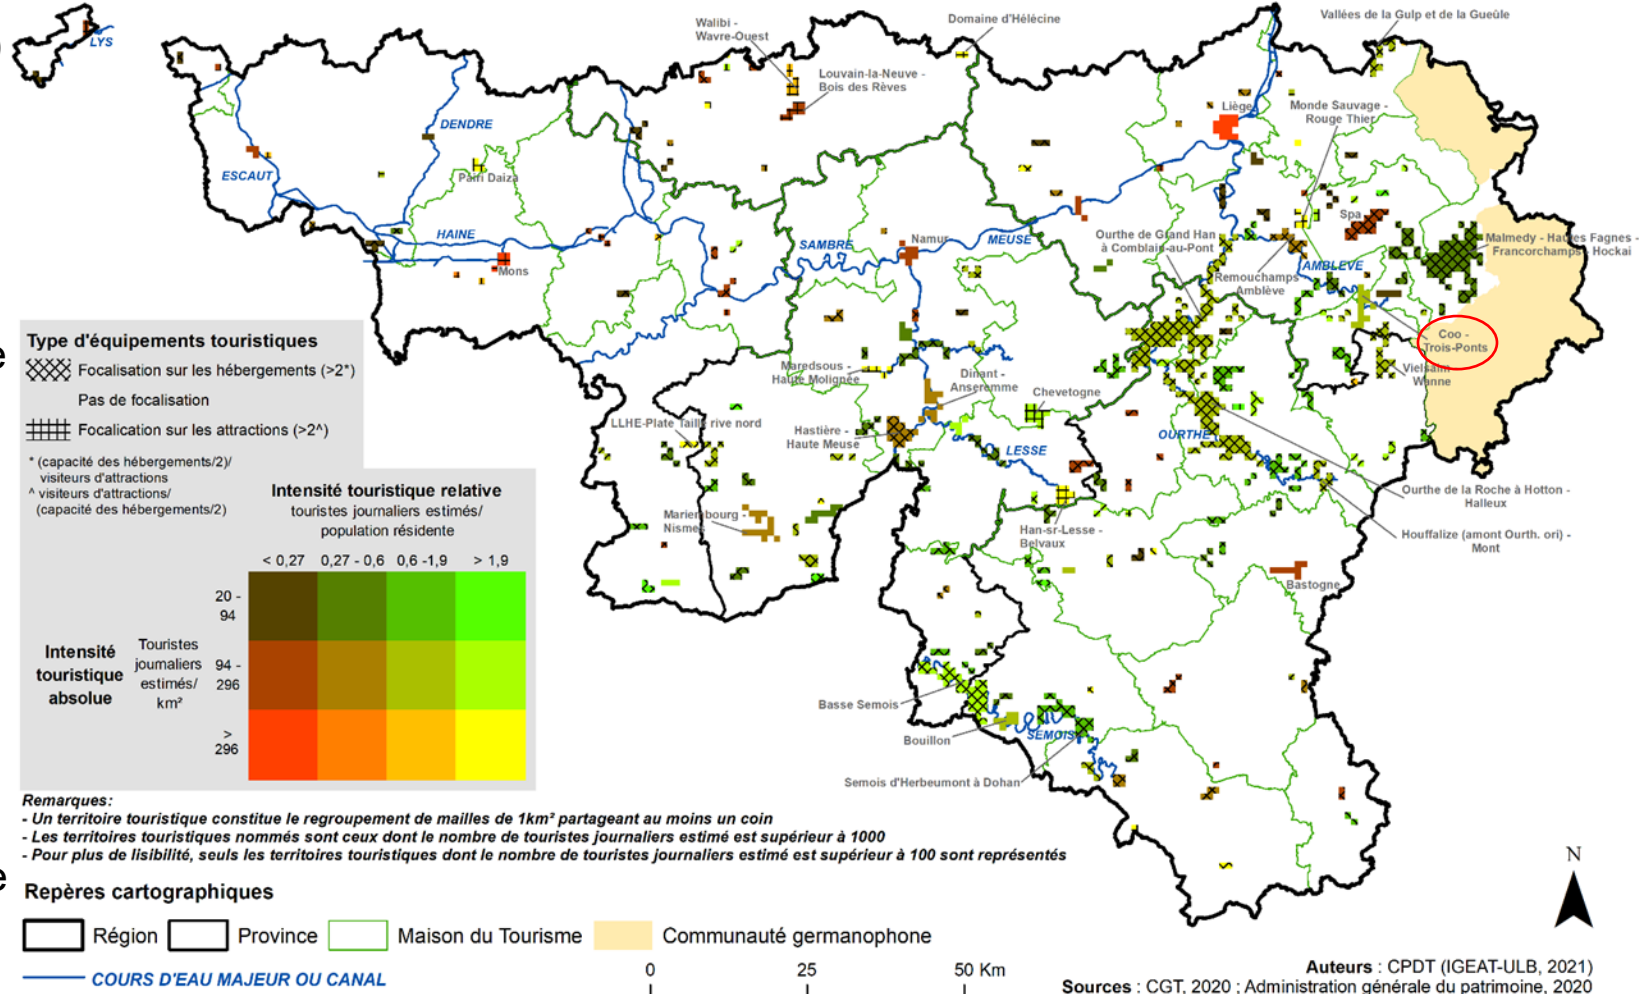 Walibi -
Wavre-Ouest
Domaine d'Hélécine
Vallées de la Gulp et de la Gueûle
LYS
Louvain-la-Neuve -
Bois des Rêves
Liège
Monde Sauvage -
Rouge Thier
DENDRE
ESCAUT
Pairi Daiza
Spa
HAINE
Mons
SAMBRE
Namur
MEUSE
Ourthe de Grand Han
à Comblain-au-Pont
Malmedy - Hautes Fagnes -
Francorchamps - Hockai
Remouchamps
Amblève
AMBLEVE
Coo -
Trois-Ponts
Vielsalm
Wanne
Maredsous -
Haute Molignée
Dinant -
Anseremme
Chevetogne
LLHE-Plate Taille rive nord
Hastière -
Haute Meuse
LESSE
OURTHE
Ourthe de la Roche à Hotton -
Halleux
Mariembourg -
Nismes
Han-sr-Lesse -
Belvaux
Houffalize (amont Ourth. ori) -
Mont
Bastogne
Basse Semois
Bouillon
SEMOIS
Semois d'Herbeumont à Dohan
e
e
Type d'équipements touristiques
Focalisation sur les hébergements (>2*)
Pas de focalisation
Focalication sur les attractions (>2^)
* (capacité des hébergements/2)/
visiteurs d'attractions
^ visiteurs d'attractions/
(capacité des hébergements/2)
Intensité touristique relative
touristes journaliers estimés/
population résidente
< 0,27 0,27 - 0,6 0,6 -1,9 > 1,9
20 -
94
Intensité
touristique
absolue
Touristes
journaliers
estimés/
km²
94 -
296
>
296
Remarques:
- Un territoire touristique constitue le regroupement de mailles de 1km² partageant au moins un coin
- Les territoires touristiques nommés sont ceux dont le nombre de touristes journaliers estimé est supérieur à 1000
- Pour plus de lisibilité, seuls les territoires touristiques dont le nombre de touristes journaliers estimé est supérieur à 100 sont représentés
Repères cartographiques
Région Province Maison du Tourisme Communauté germanophone
COURS D'EAU MAJEUR OU CANAL
0 25 50 Km
N
Auteurs : CPDT (IGEAT-ULB, 2021)
Sources : CGT, 2020 ; Administration générale du patrimoine, 2020